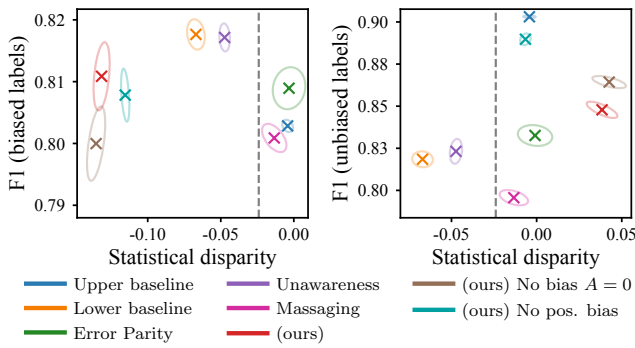 F1 (biased labels)
0.82
0.81
0.80
0.79
-0.10
-0.05
0.00
Statistical disparity
F1 (unbiased labels)
0.90
0.88
0.85
0.83
0.80
-0.05
0.00
0.05
Statistical disparity
Upper baseline
Unawareness
(ours) No bias A = 0
Lower baseline
Massaging
(ours) No pos. bias
Error Parity
(ours)